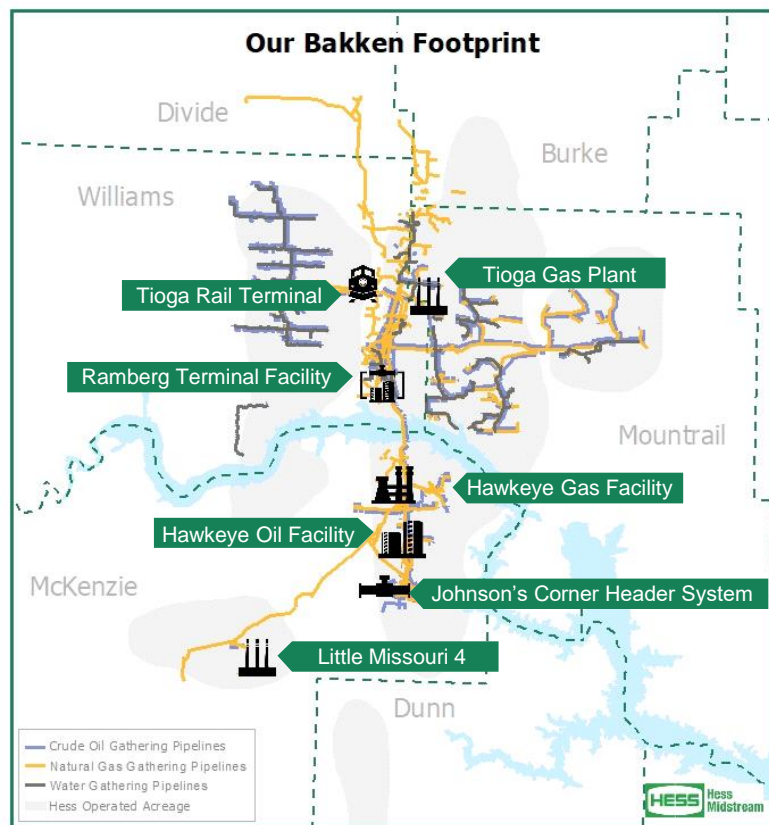 Our Bakken Footprint
Divide
Burke
Williams
Tioga Gas Plant
Tioga Rail Terminal
Ramberg Terminal Facility
Mountrail
Hawkeye Gas Facility
Hawkeye Oil Facility
McKenzie
Johnson's Corner Header System
Little Missouri 4
Dunn
Crude Oil Gathering Pipelines
Natural Gas Gathering Pipelines
Water Gathering Pipelines
Hess Operated Acreage
HESS Hess
Midstream